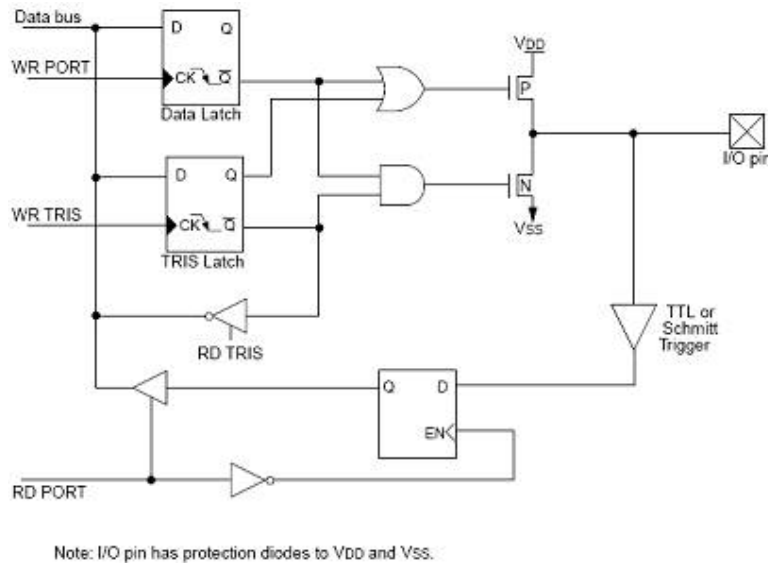 Data bus
D Q
WR PORT
CK Q
Data Latch
VDD
P
I/O pin
D Q
N
WR TRIS
CK Q
VSS
TRIS Latch
TTL or
Schmitt
Trigger
RD TRIS
Q D
EN
RD PORT
Note: I/O pin has protection diodes to VDD and VSS.